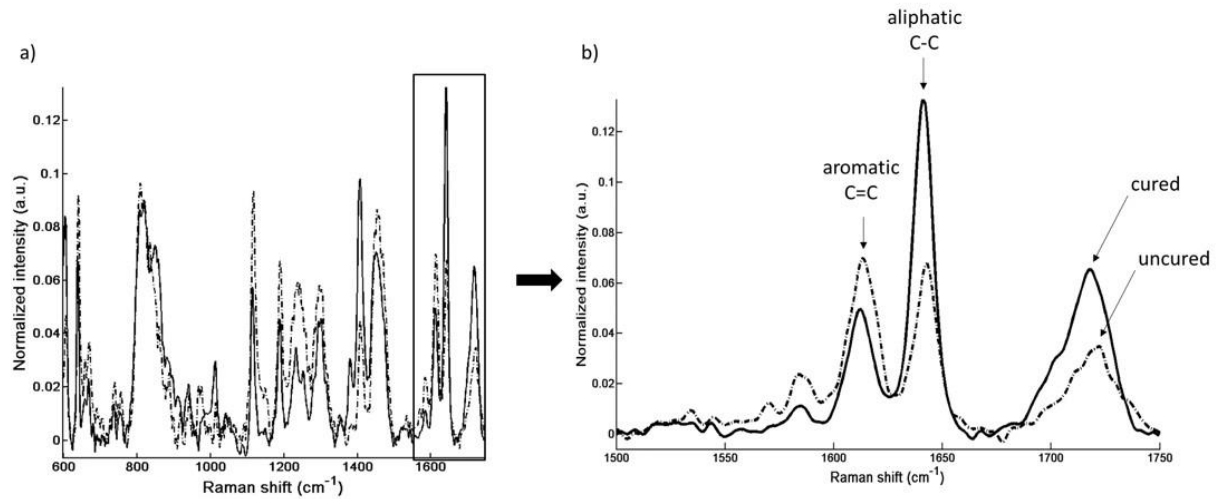 a)
Normalized intensity (a.u.)
0.12
0.1
0.08
0.06
0.04
0.02
0
600 800 1000 1200 1400 1600
Raman shift (cm⁻¹)
b)
aliphatic
C-C
aromatic
C=C
cured
uncured
Normalized intensity (a.u.)
0.12
0.1
0.08
0.06
0.04
0.02
0
1500 1550 1600 1650 1700 1750
Raman shift (cm⁻¹)